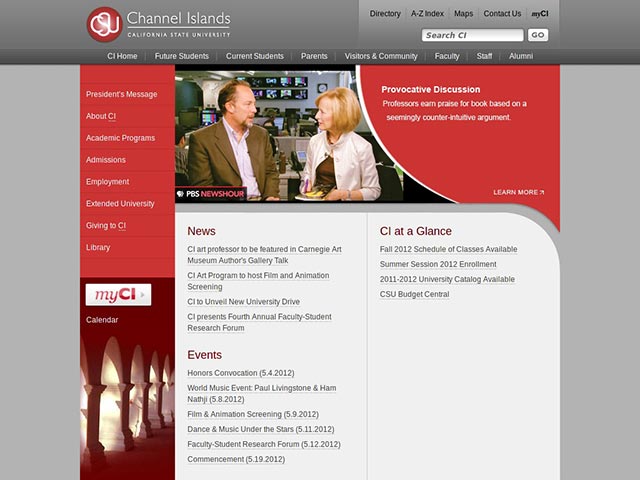 CSU Channel Islands
CALIFORNIA STATE UNIVERSITY
Directory
A-Z Index
Maps
Contact Us
myCI
Search CI
GO
CI Home
Future Students
Current Students
Parents
Visitors & Community
Faculty
Staff
Alumni
President's Message
About CI
Academic Programs
Admissions
Employment
Extended University
Giving to CI
Library
myCI
Calendar
PBS NEWSHOUR
Provocative Discussion
Professors earn praise for book based on a
seemingly counter-intuitive argument.
LEARN MORE
News
CI art professor to be featured in Carnegie Art
Museum Author's Gallery Talk
CI Art Program to host Film and Animation
Screening
CI to Unveil New University Drive
CI presents Fourth Annual Faculty-Student
Research Forum
Events
Honors Convocation (5.4.2012)
World Music Event: Paul Livingstone & Ham
Nathji (5.8.2012)
Film & Animation Screening (5.9.2012)
Dance & Music Under the Stars (5.11.2012)
Faculty-Student Research Forum (5.12.2012)
Commencement (5.19.2012)
CI at a Glance
Fall 2012 Schedule of Classes Available
Summer Session 2012 Enrollment
2011-2012 University Catalog Available
CSU Budget Central